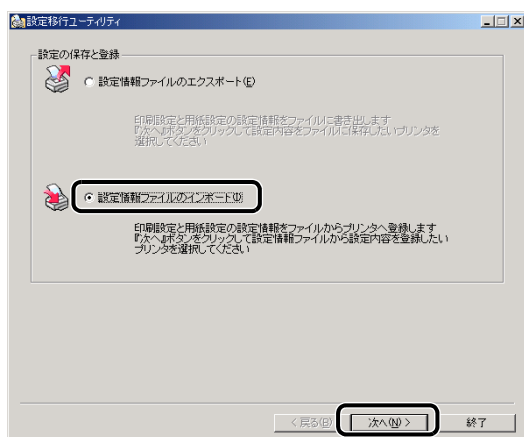 設定移行ユーティリティ
設定の保存と登録
設定情報ファイルのエクスポート(E)
印刷設定と用紙設定の設定情報をファイルに書き出します
『次へ』ボタンをクリックして設定内容をファイルに保存したいプリンタを
選択してください
設定情報ファイルのインポート(I)
印刷設定と用紙設定の設定情報をファイルからプリンタへ登録します
『次へ』ボタンをクリックして設定情報ファイルから設定内容を登録したい
プリンタを選択してください
< 戻る(B)
次へ(N) >
終了